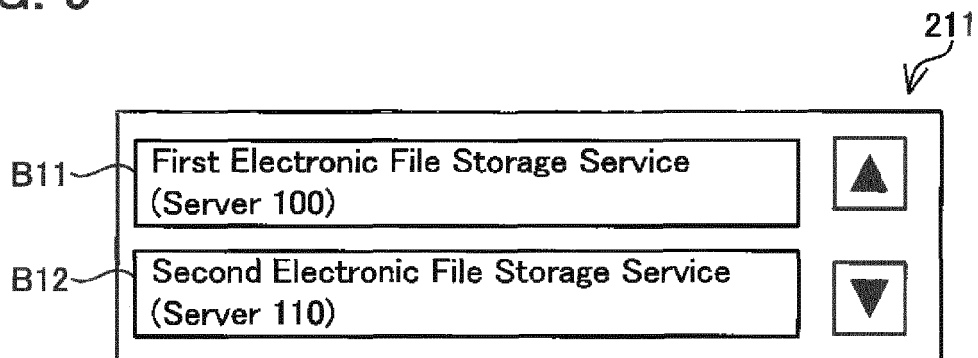 211
B11
First Electronic File Storage Service
(Server 100)
B12
Second Electronic File Storage Service
(Server 110)